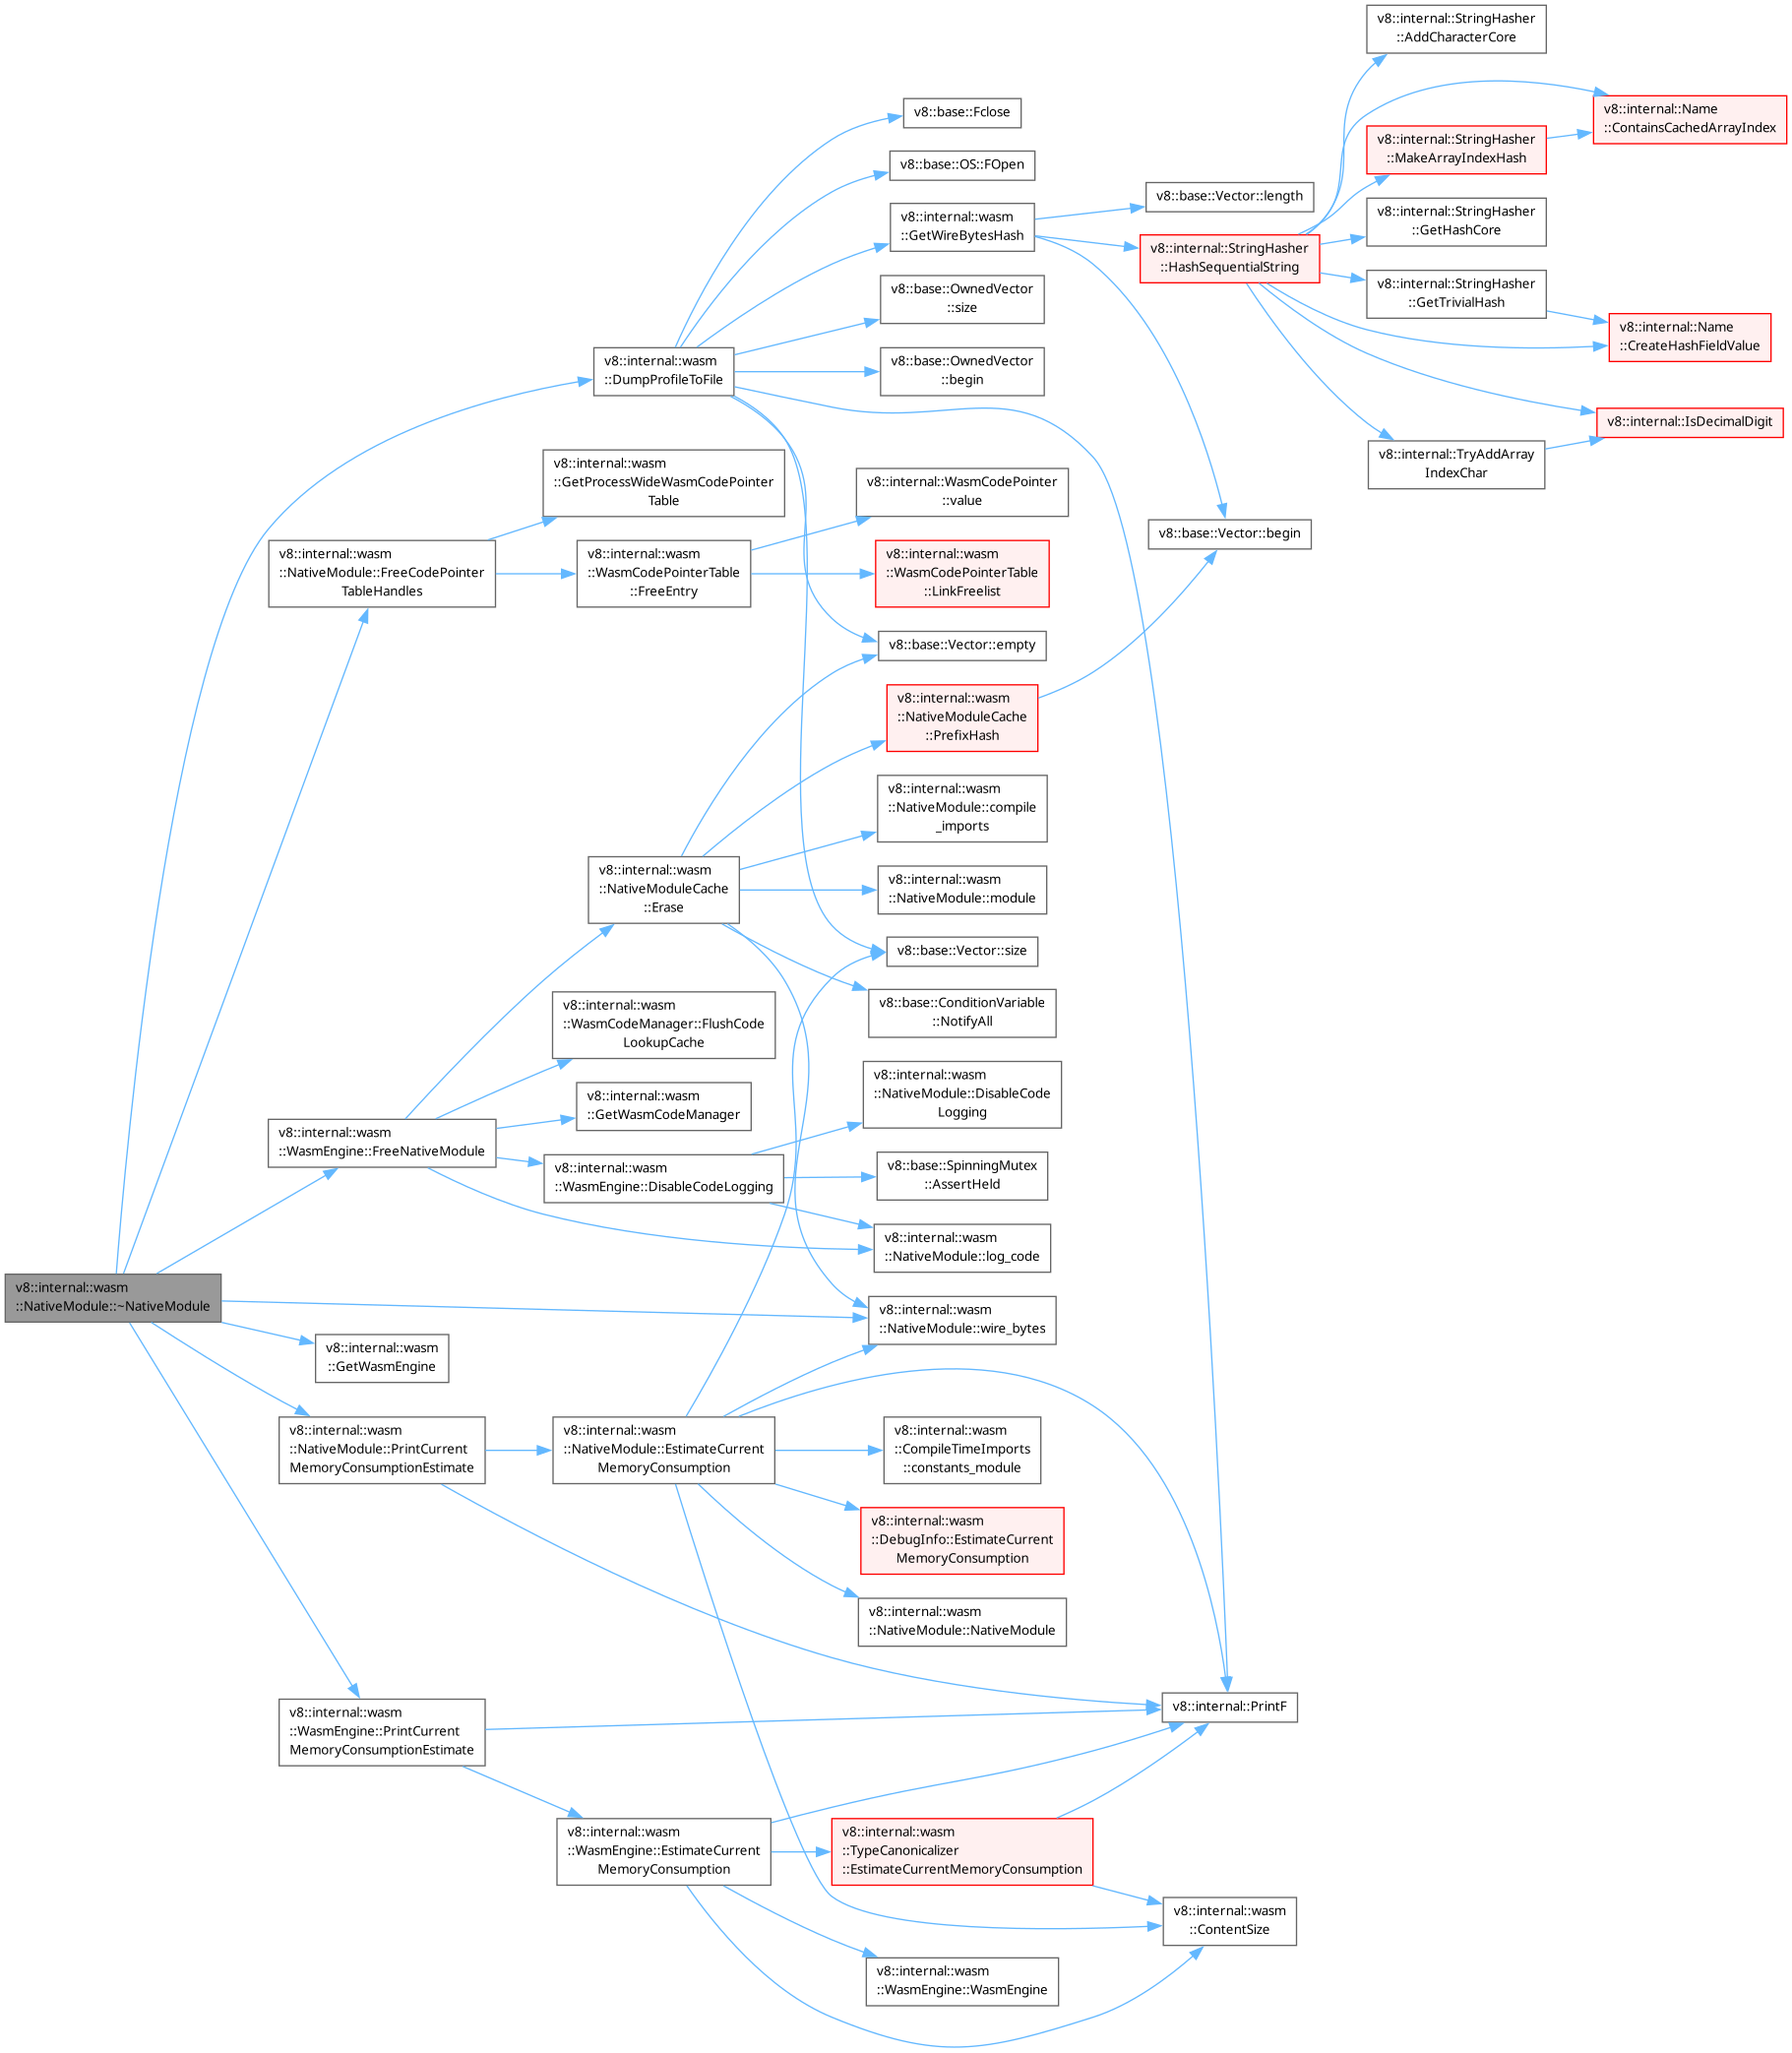 v8::internal::StringHasher
::AddCharacterCore
v8::base::Fclose
v8::internal::Name
::ContainsCachedArrayIndex
v8::internal::StringHasher
::MakeArrayIndexHash
v8::base::OS::FOpen
v8::base::Vector::length
v8::internal::wasm
::GetWireBytesHash
v8::internal::StringHasher
::GetHashCore
v8::internal::StringHasher
::HashSequentialString
v8::base::OwnedVector
::size
v8::internal::StringHasher
::GetTrivialHash
v8::internal::Name
::CreateHashFieldValue
v8::internal::wasm
::DumpProfileToFile
v8::base::OwnedVector
::begin
v8::internal::IsDecimalDigit
v8::internal::TryAddArray
IndexChar
v8::internal::wasm
::GetProcessWideWasmCodePointer
Table
v8::internal::WasmCodePointer
::value
v8::base::Vector::begin
v8::internal::wasm
::NativeModule::FreeCodePointer
TableHandles
v8::internal::wasm
::WasmCodePointerTable
::FreeEntry
v8::internal::wasm
::WasmCodePointerTable
::LinkFreelist
v8::base::Vector::empty
v8::internal::wasm
::NativeModuleCache
::PrefixHash
v8::internal::wasm
::NativeModule::compile
_imports
v8::internal::wasm
::NativeModuleCache
::Erase
v8::internal::wasm
::NativeModule::module
v8::base::Vector::size
v8::base::ConditionVariable
::NotifyAll
v8::internal::wasm
::WasmCodeManager::FlushCode
LookupCache
v8::internal::wasm
::NativeModule::DisableCode
Logging
v8::internal::wasm
::GetWasmCodeManager
v8::internal::wasm
::WasmEngine::FreeNativeModule
v8::internal::wasm
::WasmEngine::DisableCodeLogging
v8::base::SpinningMutex
::AssertHeld
v8::internal::wasm
::NativeModule::log_code
v8::internal::wasm
::NativeModule::~NativeModule
v8::internal::wasm
::NativeModule::wire_bytes
v8::internal::wasm
::GetWasmEngine
v8::internal::wasm
::NativeModule::PrintCurrent
MemoryConsumptionEstimate
v8::internal::wasm
::NativeModule::EstimateCurrent
MemoryConsumption
v8::internal::wasm
::CompileTimeImports
::constants_module
v8::internal::wasm
::DebugInfo::EstimateCurrent
MemoryConsumption
v8::internal::wasm
::NativeModule::NativeModule
v8::internal::PrintF
v8::internal::wasm
::WasmEngine::PrintCurrent
MemoryConsumptionEstimate
v8::internal::wasm
::WasmEngine::EstimateCurrent
MemoryConsumption
v8::internal::wasm
::TypeCanonicalizer
::EstimateCurrentMemoryConsumption
v8::internal::wasm
::ContentSize
v8::internal::wasm
::WasmEngine::WasmEngine